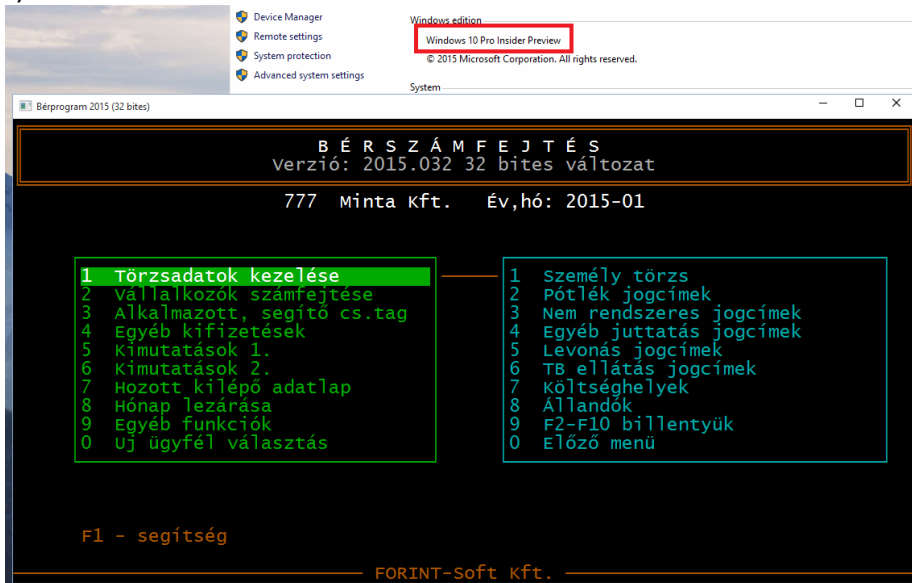 Device Manager
Remote settings
System protection
Advanced system settings
Windows edition
Windows 10 Pro Insider Preview
© 2015 Microsoft Corporation. All rights reserved.
System
Bérprogram 2015 (32 bites)
B É R S Z Á M F E J T É S
Verzió: 2015.032 32 bites változat
777 Minta Kft. Év,hó: 2015-01
1 Törzsadatok kezelése
2 Vállalkozók számfejtése
3 Alkalmazott, segítő cs.tag
4 Egyéb kifizetések
5 Kimutatások 1.
6 Kimutatások 2.
7 Hozott kilépő adatlap
8 Hónap lezárása
9 Egyéb funkciók
0 Uj ügyfél választás
1 Személy törzs
2 Pótlék jogcímek
3 Nem rendszeres jogcímek
4 Egyéb juttatás jogcímek
5 Levonás jogcímek
6 TB ellátás jogcímek
7 Költséghelyek
8 Állandók
9 F2-F10 billentyük
0 Előző menü
F1 - segítség
FORINT-Soft Kft.